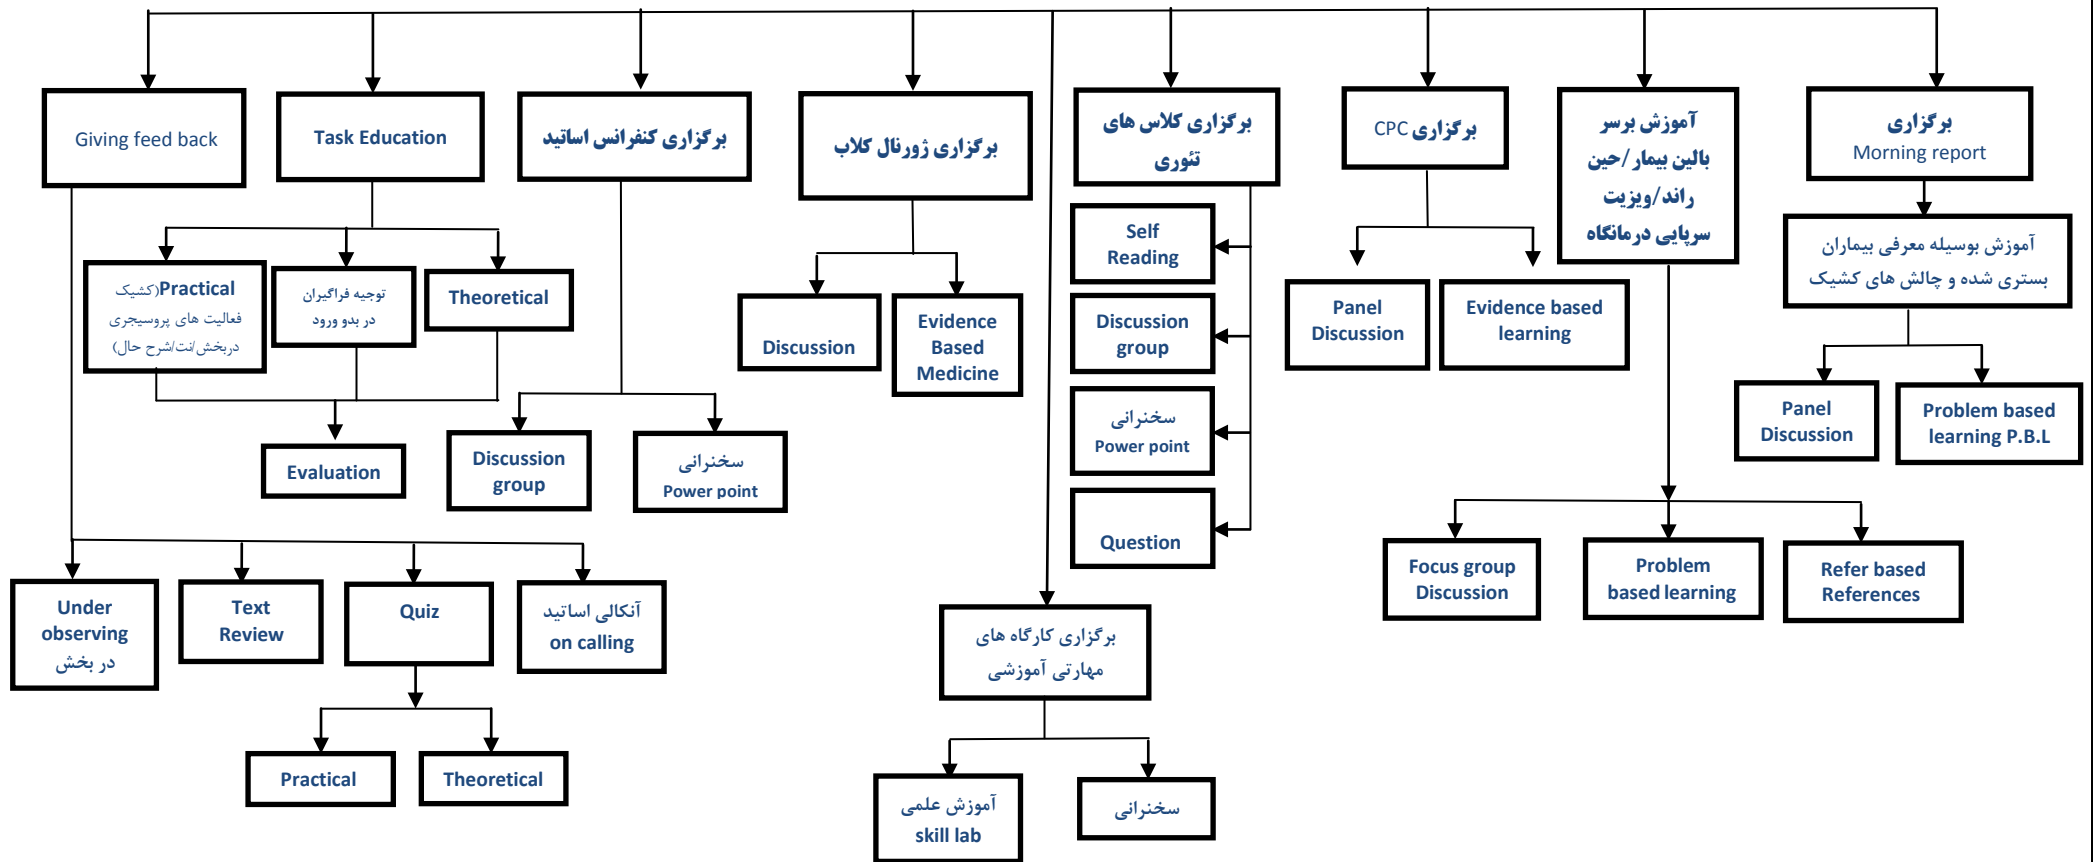 Giving feed back
Task Education
برگزاری کنفرانس اساتید
برگزاری ژورنال کلاب
برگزاری کلاس های
تئوری
برگزاری CPC
آموزش برسر
بالین بیمار/حین
راند/ویزیت
سرپایی درمانگاه
برگزاری
Morning report
Practical(کشیک
فعالیت های پروسیجری
دربخش/نت/شرح حال)
توجیه فراگیران
در بدو ورود
Theoretical
Evaluation
Discussion
group
سخنرانی
Power point
Discussion
Evidence
Based
Medicine
Self
Reading
Discussion
group
سخنرانی
Power point
Question
Panel
Discussion
Evidence based
learning
آموزش بوسیله معرفی بیماران
بستری شده و چالش های کشیک
Panel
Discussion
Problem based
learning P.B.L
Focus group
Discussion
Problem
based learning
Refer based
References
Under
observing
در بخش
Text
Review
Quiz
آنکالی اساتید
on calling
Practical
Theoretical
برگزاری کارگاه های
مهارتی آموزشی
آموزش علمی
skill lab
سخنرانی